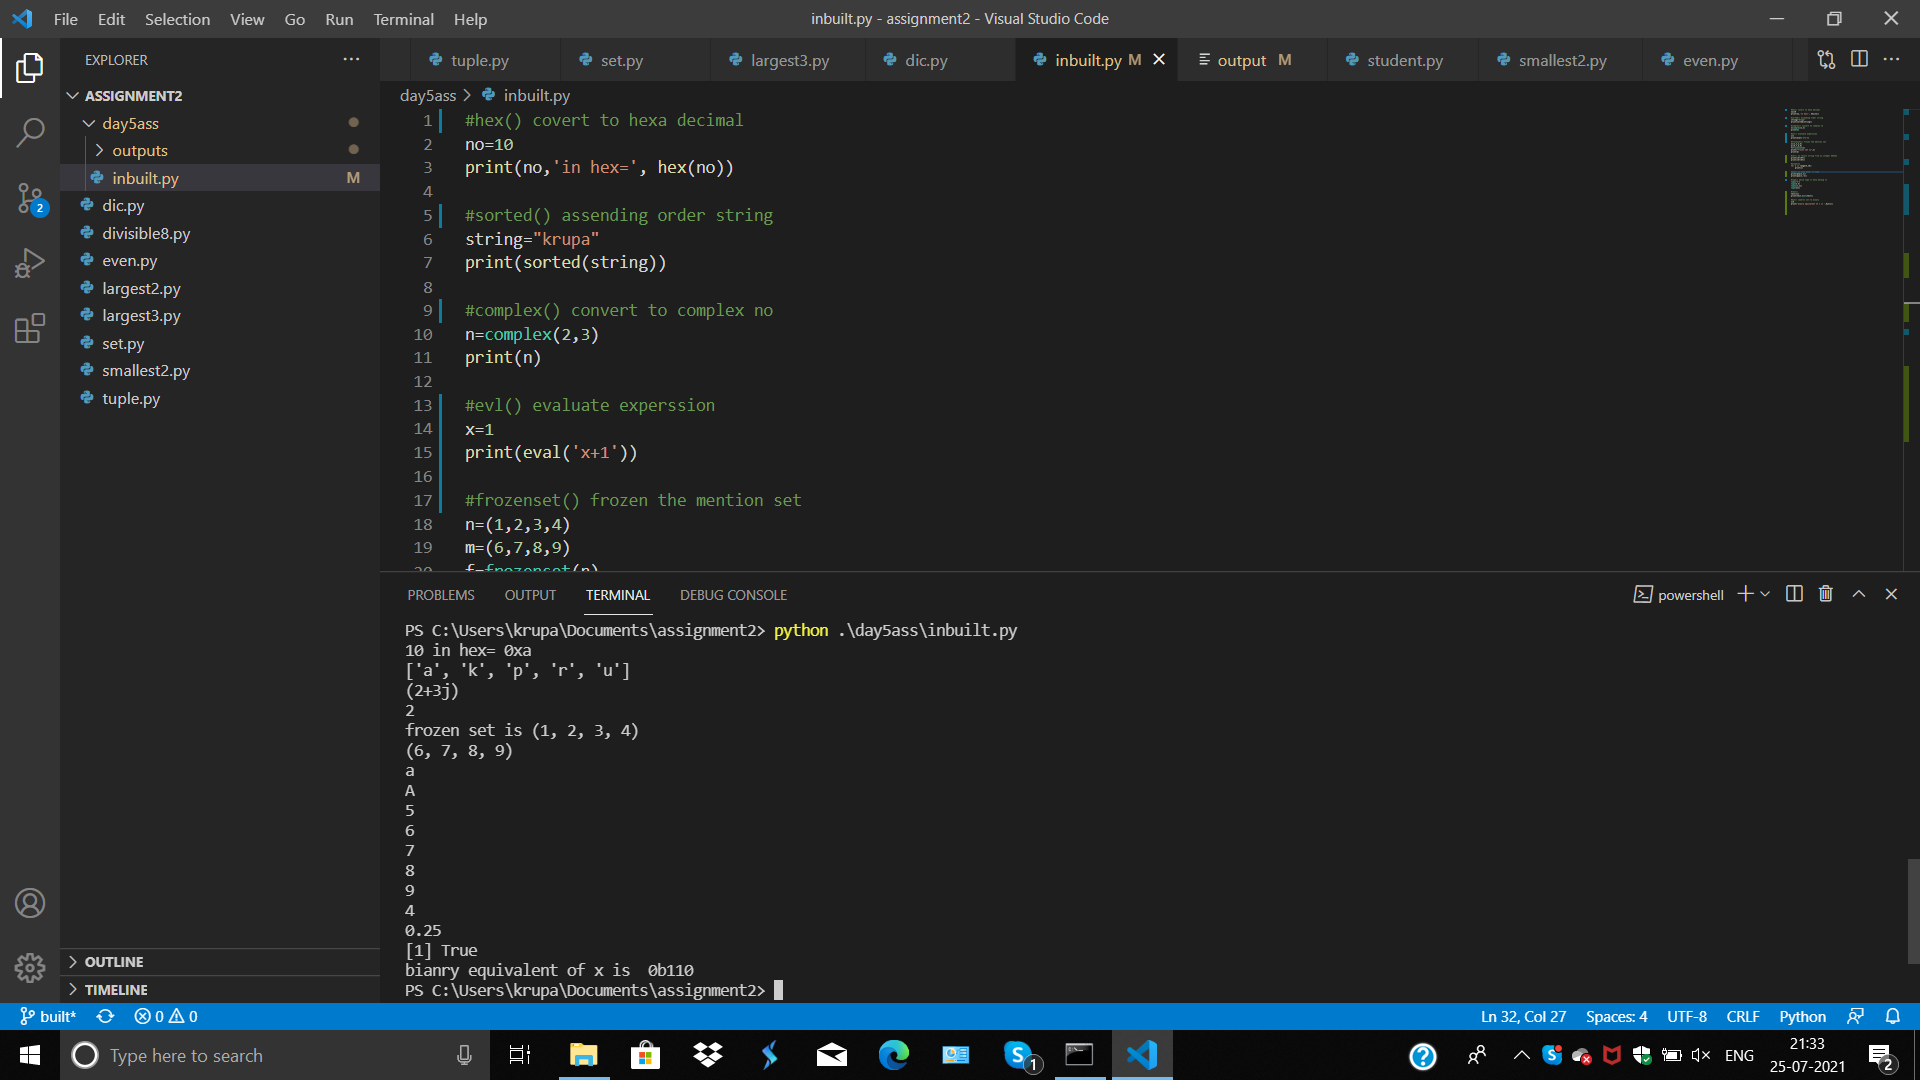 File Edit Selection View Go Run Terminal Help
inbuilt.py - assignment2 - Visual Studio Code
EXPLORER
tuple.py set.py largest3.py dic.py inbuilt.py M output M student.py smallest2.py even.py
ASSIGNMENT2
day5ass
outputs
inbuilt.py M
dic.py
divisible8.py
even.py
largest2.py
largest3.py
set.py
smallest2.py
tuple.py
OUTLINE
TIMELINE
2
day5ass > inbuilt.py
1 #hex() covert to hexa decimal
2 no=10
3 print(no,'in hex=', hex(no))
4
5 #sorted() assending order string
6 string="krupa"
7 print(sorted(string))
8
9 #complex() convert to complex no
10 n=complex(2,3)
11 print(n)
12
13 #evl() evaluate experssion
14 x=1
15 print(eval('x+1'))
16
17 #frozenset() frozen the mention set
18 n=(1,2,3,4)
19 m=(6,7,8,9)
20 f=frozenset(n)
PROBLEMS OUTPUT TERMINAL DEBUG CONSOLE
powershell
PS C:\Users\krupa\Documents\assignment2> python .\day5ass\inbuilt.py
10 in hex= 0xa
['a', 'k', 'p', 'r', 'u']
(2+3j)
2
frozen set is (1, 2, 3, 4)
(6, 7, 8, 9)
a
A
5
6
7
8
9
4
0.25
[1] True
bianry equivalent of x is  0b110
PS C:\Users\krupa\Documents\assignment2>
built* 0 0
Ln 32, Col 27 Spaces: 4 UTF-8 CRLF Python
Type here to search
1
ENG
21:33
25-07-2021
2